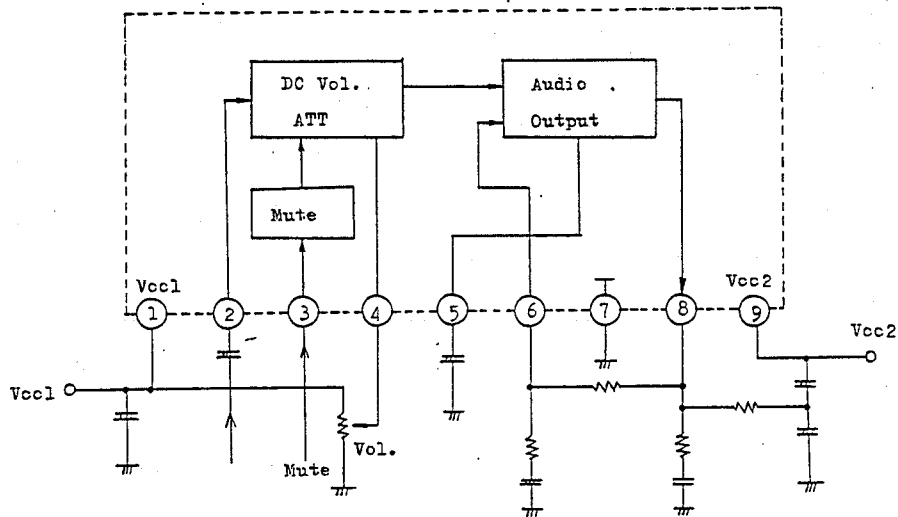 DC Vol.
ATT
Audio
Output
Mute
Vcc1
Vcc2
1
2
3
4
5
6
7
8
9
Vcc2
Vcc1
Vol.
Mute